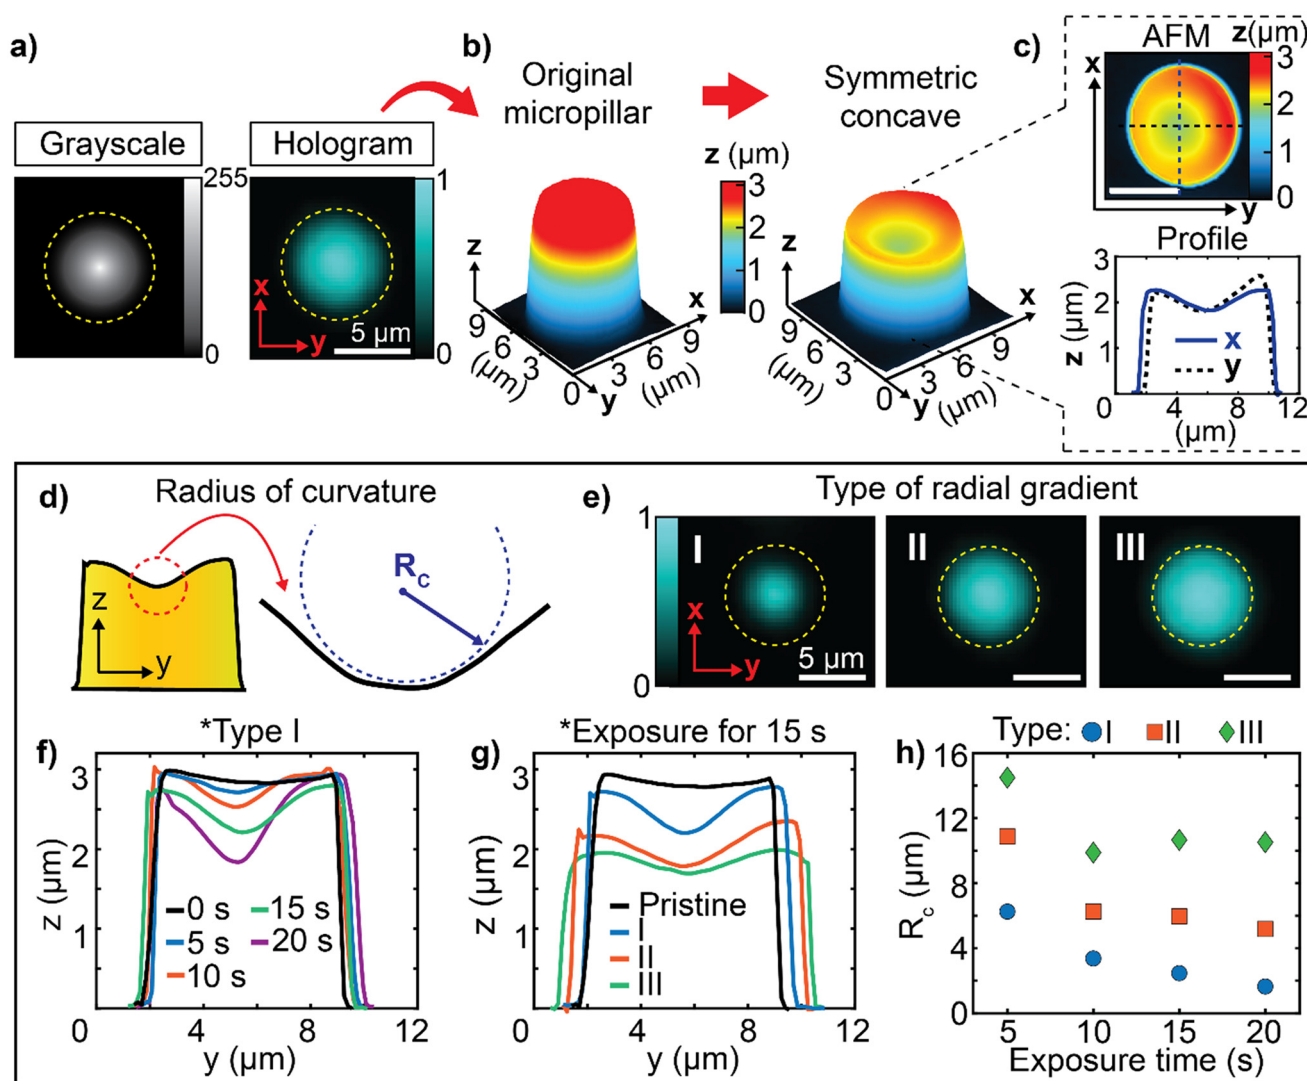 a)
Grayscale
255
0
Hologram
1
0
x
y
5 µm
b)
Original
micropillar
Symmetric
concave
z (µm)
3
2
1
0
z
9
6
3
0
(µm)
y
3
6
9
(µm)
x
z
9
6
3
0
(µm)
y
3
6
9
(µm)
x
c)
AFM
z(µm)
3
2
1
0
x
y
Profile
3
2
1
z (µm)
x
y
0
4
8
12
(µm)
d)
Radius of curvature
z
y
Rc
e)
Type of radial gradient
1
0
I
x
y
5 µm
II
III
f)
*Type I
3
2
1
z (µm)
0 s
5 s
10 s
15 s
20 s
0
4
8
12
y (µm)
g)
*Exposure for 15 s
3
2
1
z (µm)
Pristine
I
II
III
0
4
8
12
y (µm)
h)
Type: I II III
16
12
8
4
0
Rc (µm)
5
10
15
20
Exposure time (s)